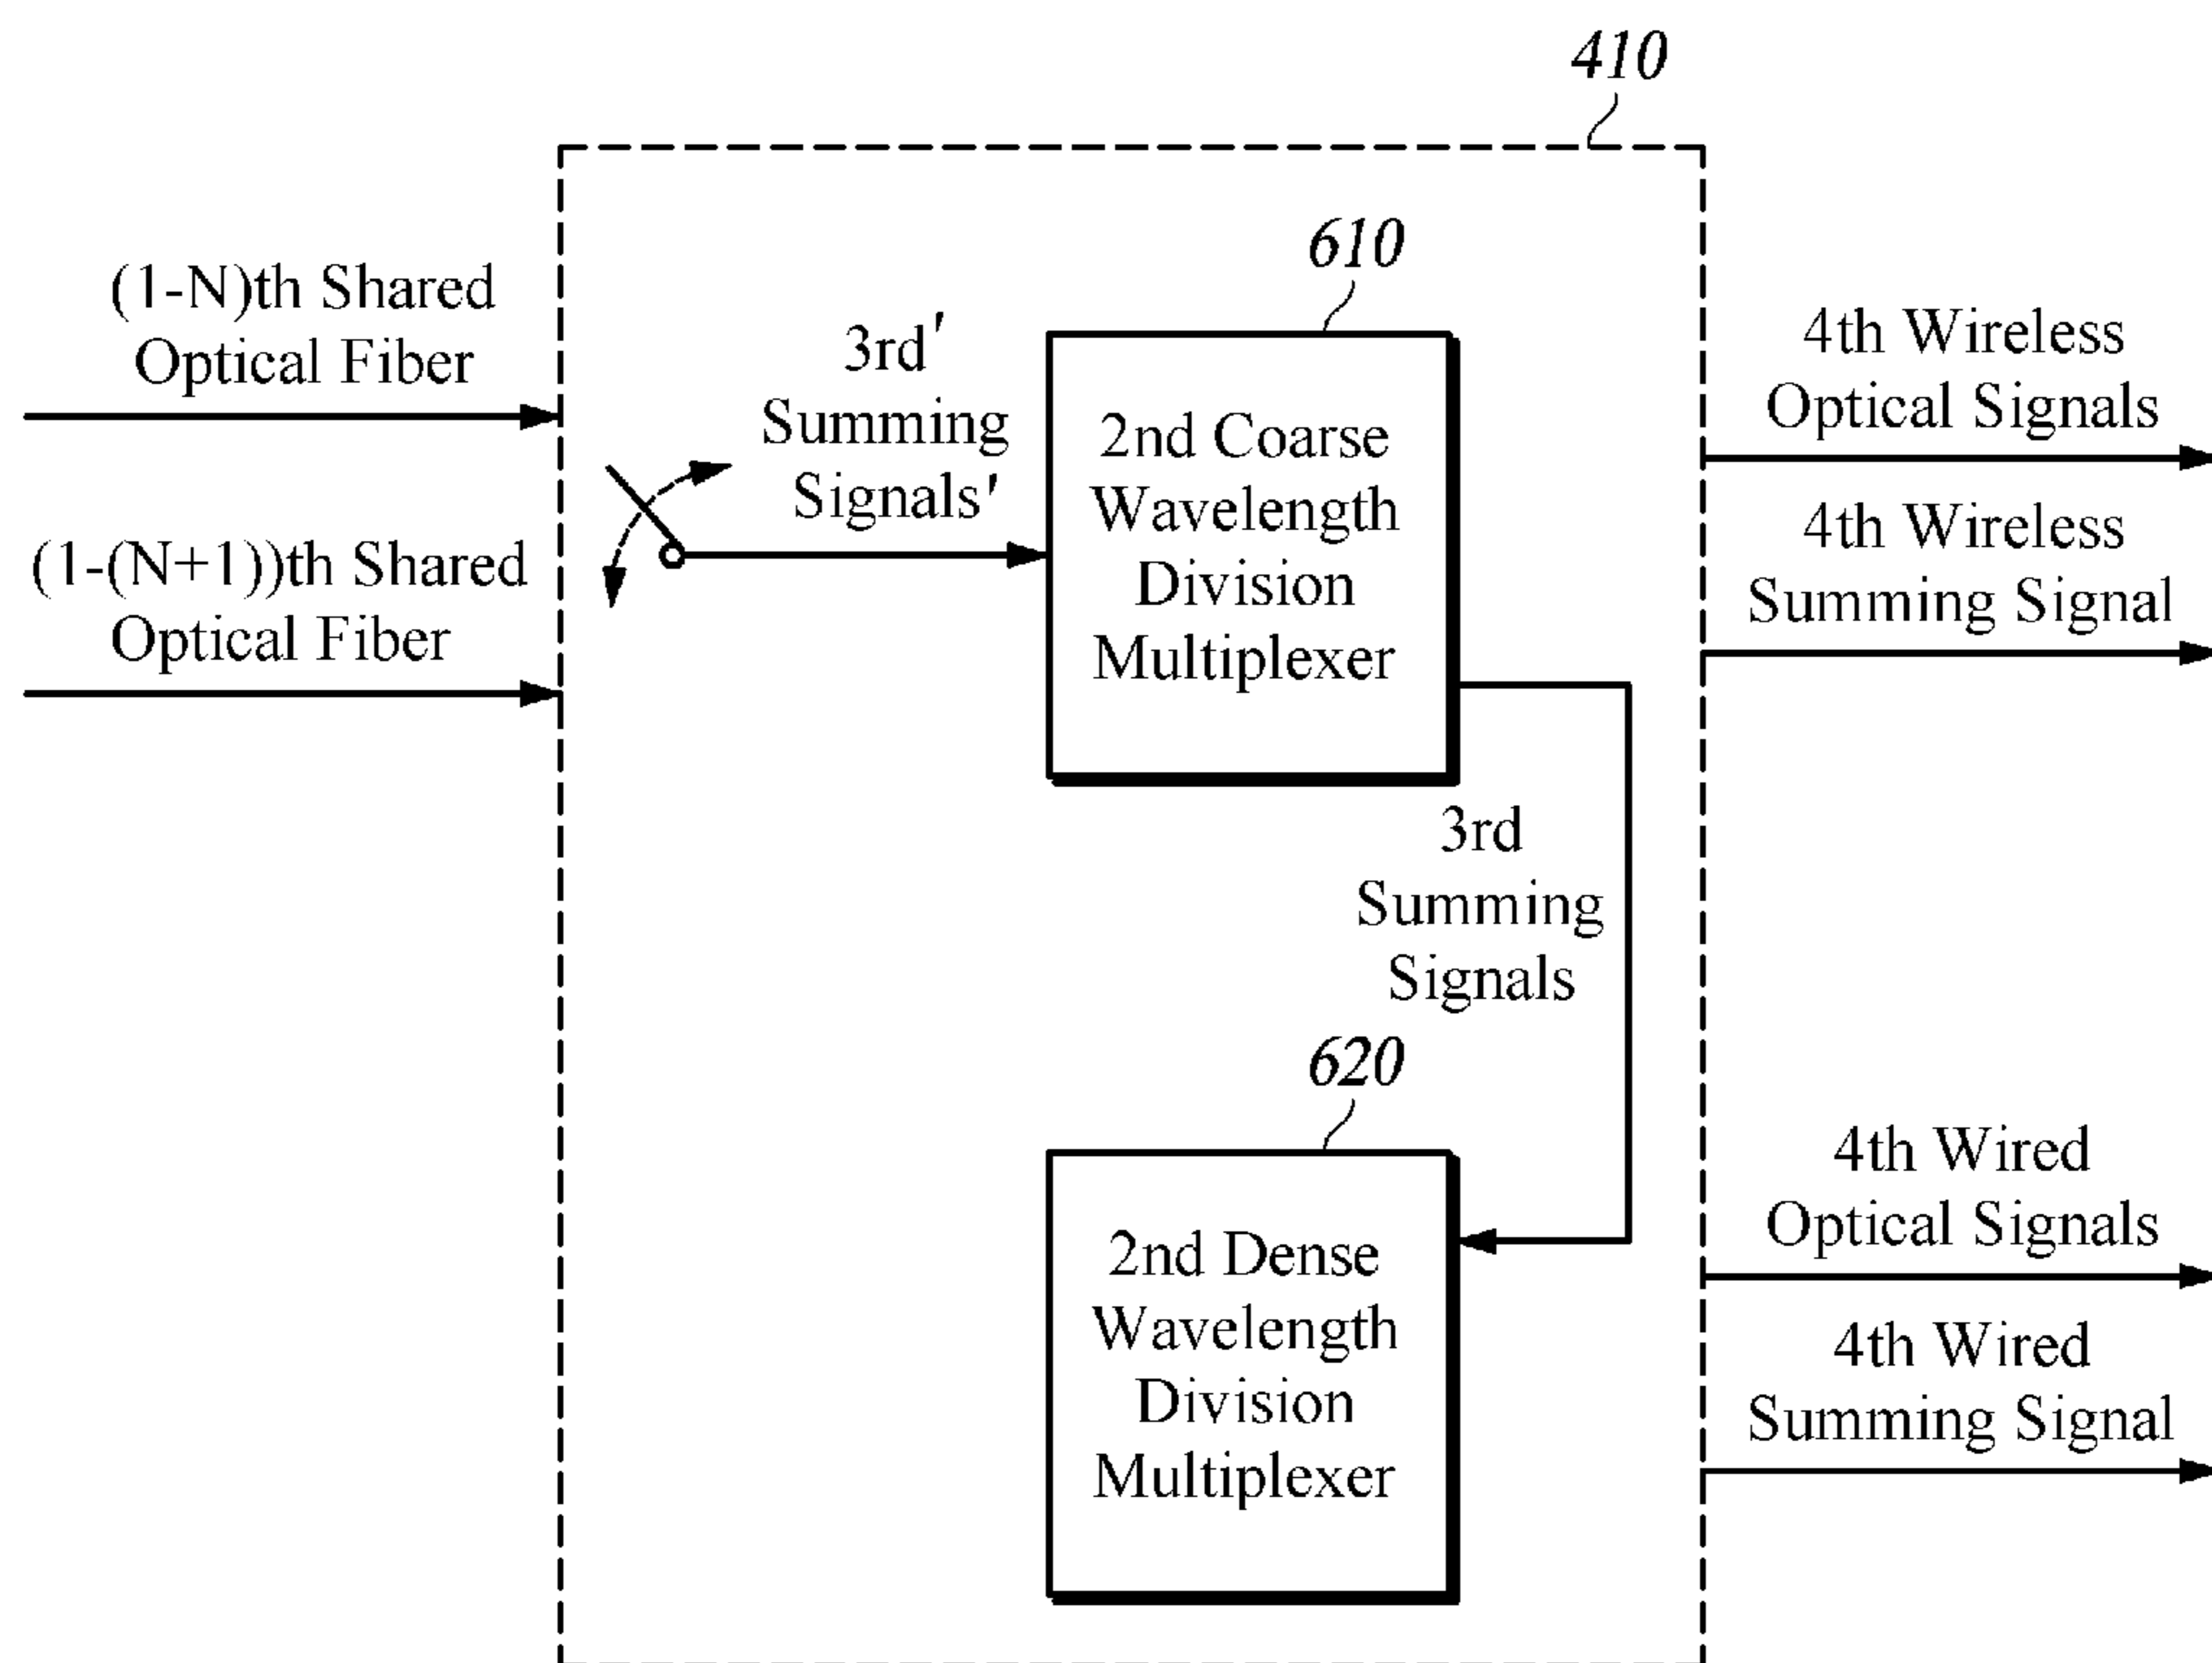 410
(1-N)th Shared
Optical Fiber
(1-(N+1))th Shared
Optical Fiber
3rd'
Summing
Signals'
610
2nd Coarse
Wavelength
Division
Multiplexer
3rd
Summing
Signals
620
2nd Dense
Wavelength
Division
Multiplexer
4th Wireless
Optical Signals
4th Wireless
Summing Signal
4th Wired
Optical Signals
4th Wired
Summing Signal